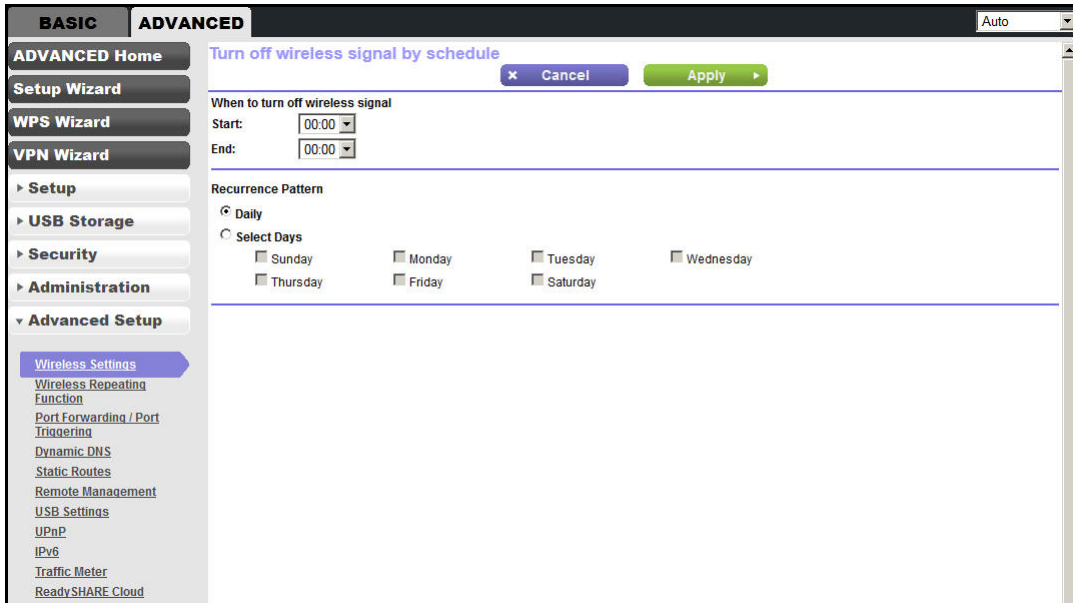 BASIC
ADVANCED
Auto
ADVANCED Home
Setup Wizard
WPS Wizard
VPN Wizard
Setup
USB Storage
Security
Administration
Advanced Setup
Wireless Settings
Wireless Repeating
Function
Port Forwarding / Port
Triggering
Dynamic DNS
Static Routes
Remote Management
USB Settings
UPnP
IPv6
Traffic Meter
ReadySHARE Cloud
Turn off wireless signal by schedule
Cancel
Apply
When to turn off wireless signal
Start: 00:00
End: 00:00
Recurrence Pattern
Daily
Select Days
Sunday Monday Tuesday Wednesday
Thursday Friday Saturday